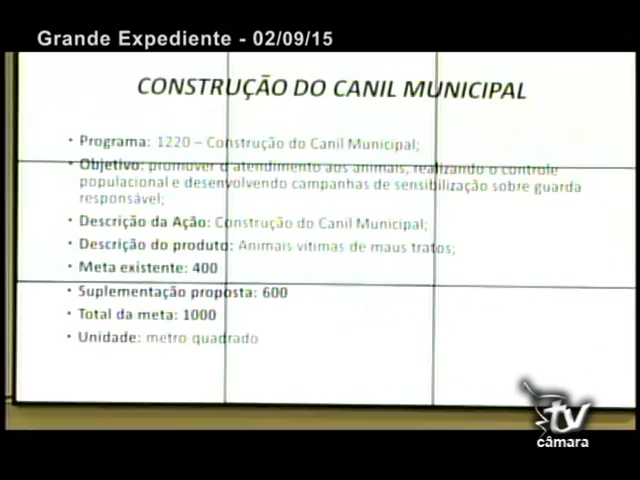 Grande Expediente - 02/09/15
CONSTRUÇÃO DO CANIL MUNICIPAL
• Programa: 1220 – Construção do Canil Municipal;
• Objetivo: promover o atendimento aos animais, realizando o controle
populacional e desenvolvendo campanhas de sensibilização sobre guarda
responsável;
• Descrição da Ação: Construção do Canil Municipal;
• Descrição do produto: Animais vitimas de maus tratos;
• Meta existente: 400
• Suplementação proposta: 600
• Total da meta: 1000
• Unidade: metro quadrado
tv
câmara